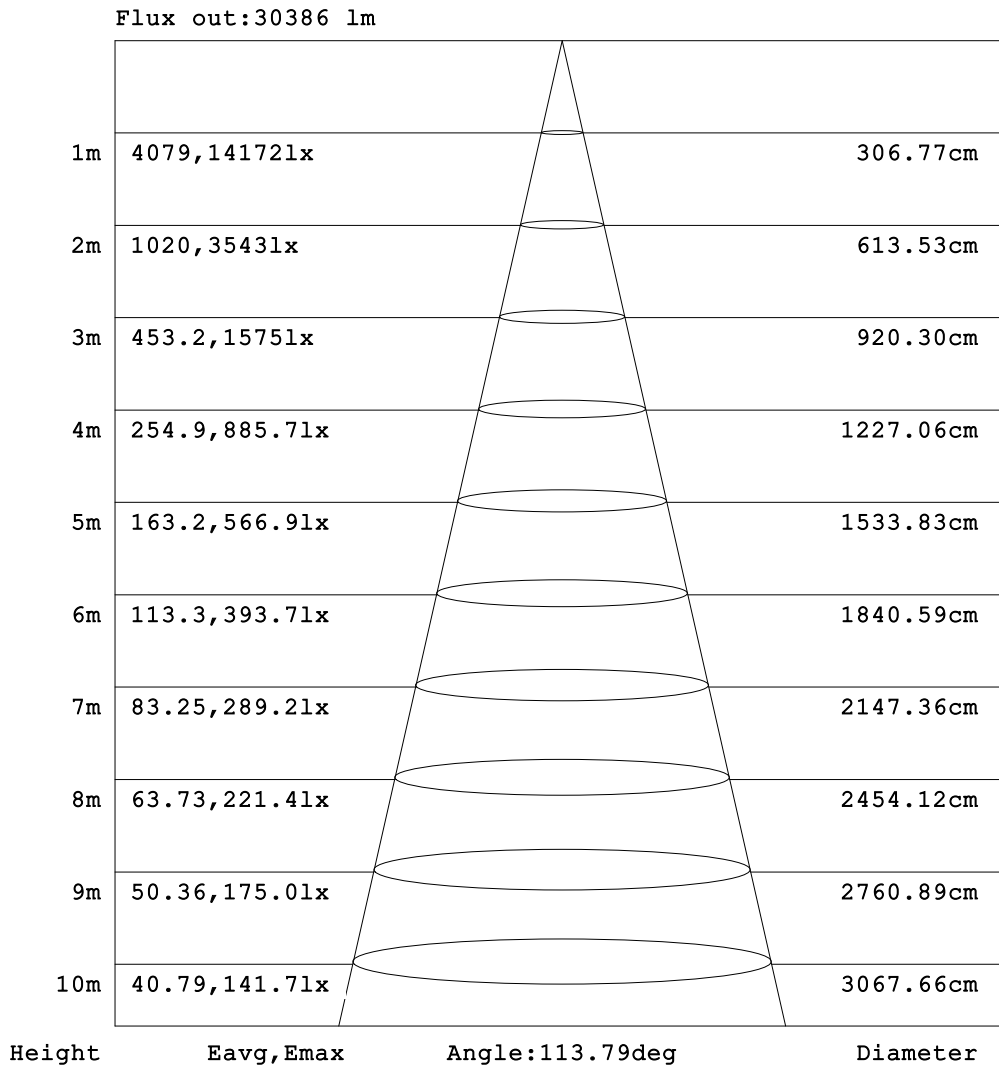 Flux out:30386 lm
1m 4079,14172lx 306.77cm
2m 1020,3543lx 613.53cm
3m 453.2,1575lx 920.30cm
4m 254.9,885.7lx 1227.06cm
5m 163.2,566.9lx 1533.83cm
6m 113.3,393.7lx 1840.59cm
7m 83.25,289.2lx 2147.36cm
8m 63.73,221.4lx 2454.12cm
9m 50.36,175.0lx 2760.89cm
10m 40.79,141.7lx 3067.66cm
Height Eavg,Emax Angle:113.79deg Diameter